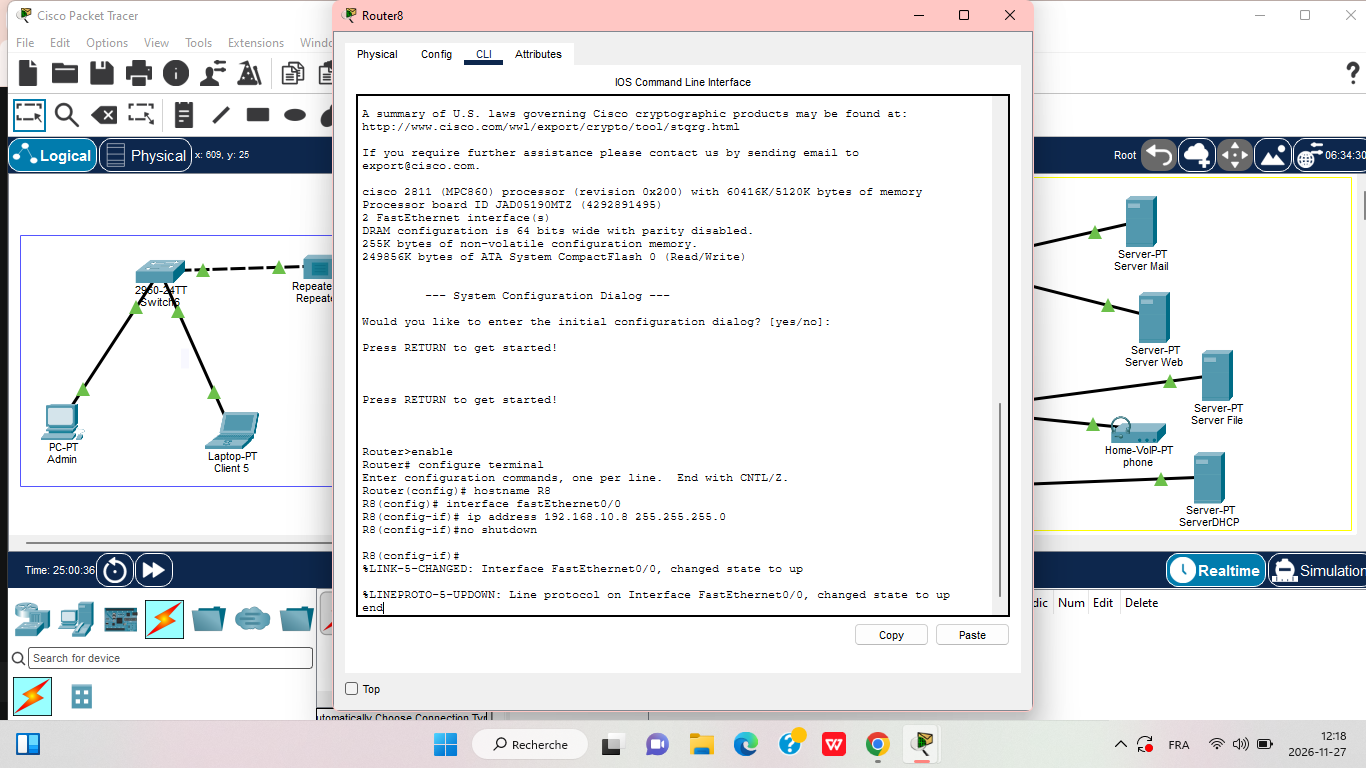 Cisco Packet Tracer
File Edit Options View Tools Extensions Windo
Logical
Physical
x: 609, y: 25
2960-24TT
Switch6
Repeate
Repeat
PC-PT
Admin
Laptop-PT
Client 5
Time: 25:00:36
Search for device
utomatically Choose Connection Typ
Router8
Physical Config CLI Attributes
IOS Command Line Interface
A summary of U.S. laws governing Cisco cryptographic products may be found at:
http://www.cisco.com/wwl/export/crypto/tool/stqrg.html
If you require further assistance please contact us by sending email to
export@cisco.com.
cisco 2811 (MPC860) processor (revision 0x200) with 60416K/5120K bytes of memory
Processor board ID JAD05190MTZ (4292891495)
2 FastEthernet interface(s)
DRAM configuration is 64 bits wide with parity disabled.
255K bytes of non-volatile configuration memory.
249856K bytes of ATA System CompactFlash 0 (Read/Write)
--- System Configuration Dialog ---
Would you like to enter the initial configuration dialog? [yes/no]:
Press RETURN to get started!
Press RETURN to get started!
Router>enable
Router# configure terminal
Enter configuration commands, one per line. End with CNTL/Z.
Router(config)# hostname R8
R8(config)# interface fastEthernet0/0
R8(config-if)# ip address 192.168.10.8 255.255.255.0
R8(config-if)#no shutdown
R8(config-if)#
%LINK-5-CHANGED: Interface FastEthernet0/0, changed state to up
%LINEPROTO-5-UPDOWN: Line protocol on Interface FastEthernet0/0, changed state to up
end
Copy
Paste
Top
Root
06:34:30
Server-PT
Server Mail
Server-PT
Server Web
Server-PT
Server File
Home-VoIP-PT
phone
Server-PT
ServerDHCP
Realtime
Simulation
dic Num Edit Delete
Recherche
FRA
12:18
2026-11-27